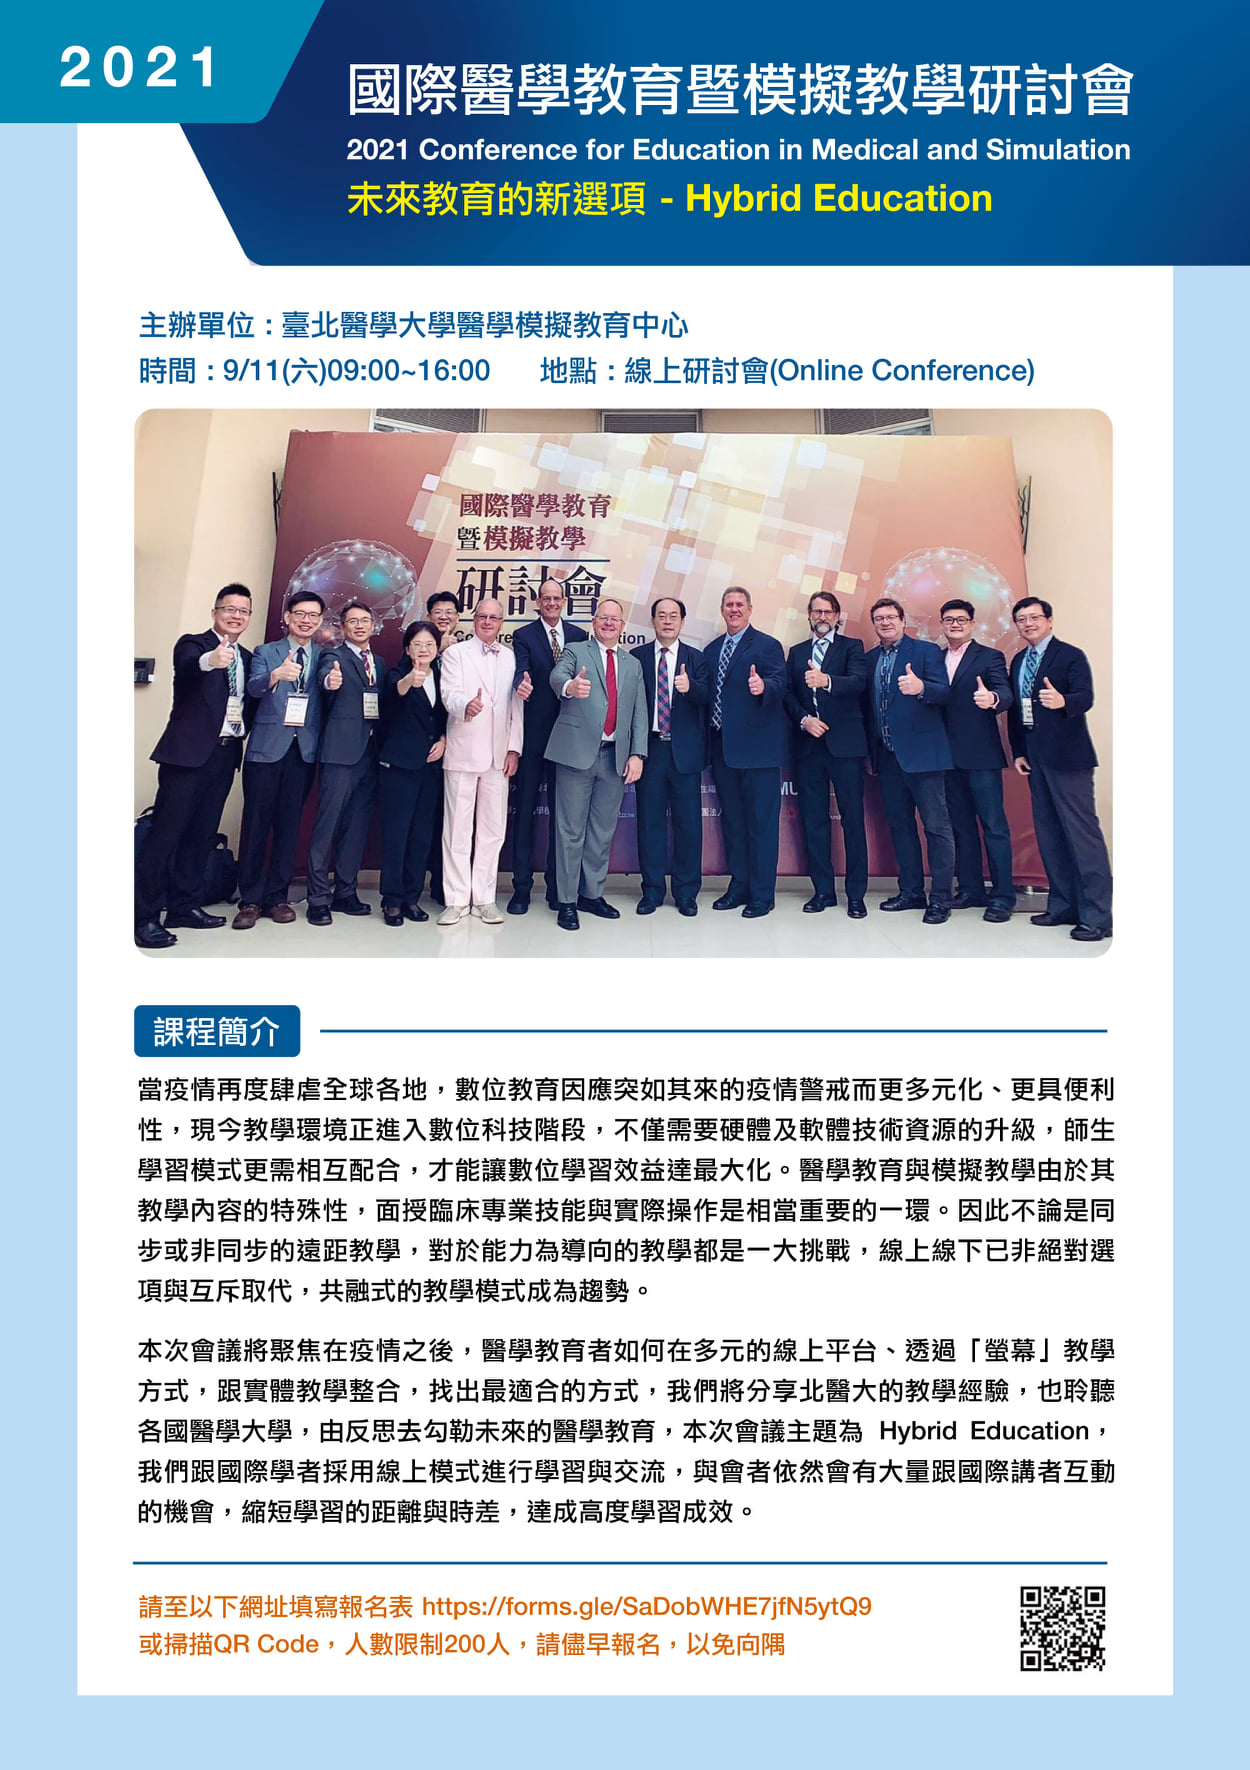 2021
國際醫學教育暨模擬教學研討會
2021 Conference for Education in Medical and Simulation
未來教育的新選項 - Hybrid Education
主辦單位：臺北醫學大學醫學模擬教育中心
時間：9/11(六)09:00~16:00 地點：線上研討會(Online Conference)
國際醫學教育
暨模擬教學
研討會
課程簡介
當疫情再度肆虐全球各地，數位教育因應突如其來的疫情警戒而更多元化、更具便利
性，現今教學環境正進入數位科技階段，不僅需要硬體及軟體技術資源的升級，師生
學習模式更需相互配合，才能讓數位學習效益達最大化。醫學教育與模擬教學由於其
教學內容的特殊性，面授臨床專業技能與實際操作是相當重要的一環。因此不論是同
步或非同步的遠距教學，對於能力為導向的教學都是一大挑戰，線上線下已非絕對選
項與互斥取代，共融式的教學模式成為趨勢。
本次會議將聚焦在疫情之後，醫學教育者如何在多元的線上平台、透過「螢幕」教學
方式，跟實體教學整合，找出最適合的方式，我們將分享北醫大的教學經驗，也聆聽
各國醫學大學，由反思去勾勒未來的醫學教育，本次會議主題為 Hybrid Education，
我們跟國際學者採用線上模式進行學習與交流，與會者依然會有大量跟國際講者互動
的機會，縮短學習的距離與時差，達成高度學習成效。
請至以下網址填寫報名表 https://forms.gle/SaDobWHE7jfN5ytQ9
或掃描QR Code，人數限制200人，請儘早報名，以免向隅